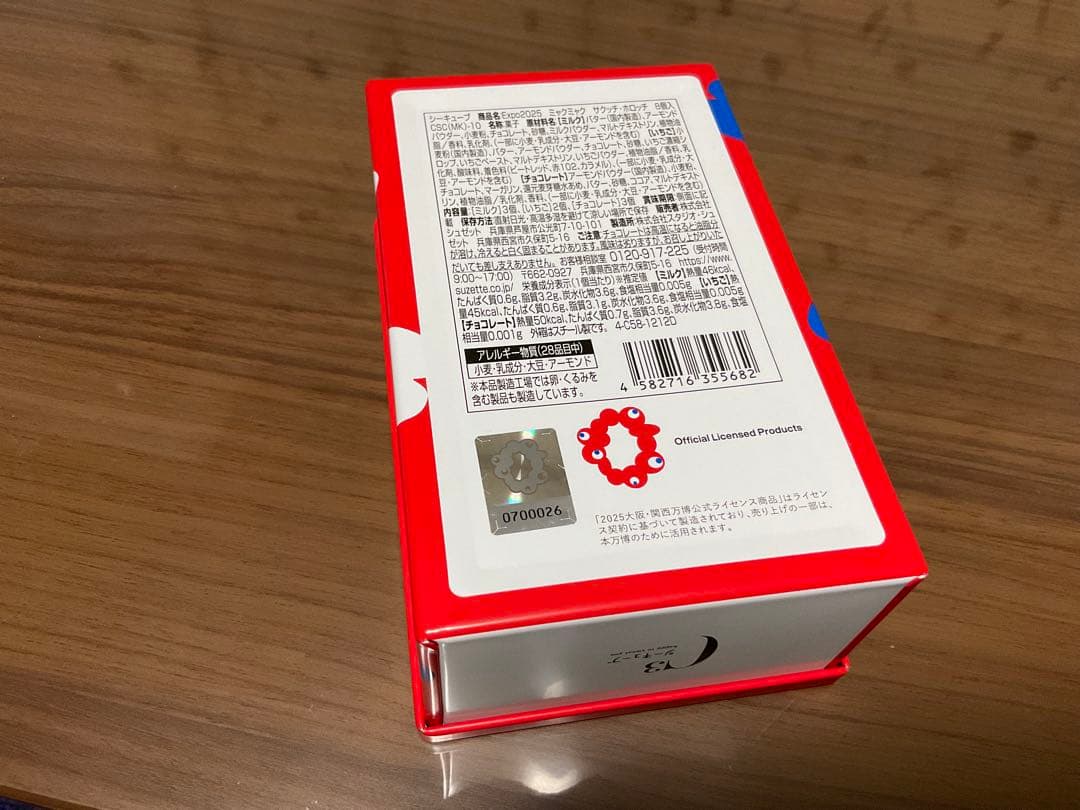 シーキューブ 商品名 Expo2025 ミャクミャク サクッチ・ホロッチ 8個入
CSC(MK)-10 名称 菓子 原材料名【ミルク】バター(国内製造)、アーモンド
パウダー、小麦粉、チョコレート、砂糖、ミルクパウダー、マルトデキストリン、植物油
脂/香料、乳化剤、(一部に小麦・乳成分・大豆・アーモンドを含む)【いちご】小
麦粉(国内製造)、バター、アーモンドパウダー、チョコレート、砂糖、いちご濃縮シ
ロップ、いちごペースト、マルトデキストリン、いちごパウダー、植物油脂/香料、乳
化剤、酸味料、着色料(ビートレッド、赤102、カラメル)、(一部に小麦・乳成分・大
豆・アーモンドを含む)【チョコレート】アーモンドパウダー(国内製造)、小麦粉、
チョコレート、マーガリン、還元麦芽糖水あめ、バター、砂糖、ココア、マルトデキスト
リン、植物油脂/乳化剤、香料、(一部に小麦・乳成分・大豆・アーモンドを含む)
内容量【ミルク】3個、【いちご】2個、【チョコレート】3個 賞味期限 側面に記
載 保存方法 直射日光・高温多湿を避けて涼しい場所で保存 販売者 株式会社
シュゼット 兵庫県芦屋市公光町7-10-101 製造所 株式会社スタジオ・シュ
ゼット 兵庫県西宮市久保町5-16 ご注意 チョコレートは高温になると油脂分
が溶け、冷えると白く固まることがあります。風味は劣りますが、お召し上がりいた
だいても差し支えありません。お客様相談室 0120-917-225 (受付時間
9:00〜17:00) 〒662-0927 兵庫県西宮市久保町5-16 https://www.
suzette.co.jp/ 栄養成分表示(1個当たり)※推定値【ミルク】熱量46kcal、
たんぱく質0.6g、脂質3.2g、炭水化物3.6g、食塩相当量0.005g【いちご】熱
量45kcal、たんぱく質0.6g、脂質3.1g、炭水化物3.6g、食塩相当量0.005g
【チョコレート】熱量50kcal、たんぱく質0.7g、脂質3.6g、炭水化物3.8g、食塩
相当量0.001g 外箱はスチール製です。 4-C58-1212D
アレルギー物質(28品目中)
小麦・乳成分・大豆・アーモンド
※本品製造工場では卵・くるみを
含む製品も製造しています。
4 582716 355682
Official Licensed Products
0700026
「2025大阪・関西万博公式ライセンス商品」はライセン
ス契約に基づいて製造されており、売り上げの一部は、
本万博のために活用されます。
C3
シーキューブ